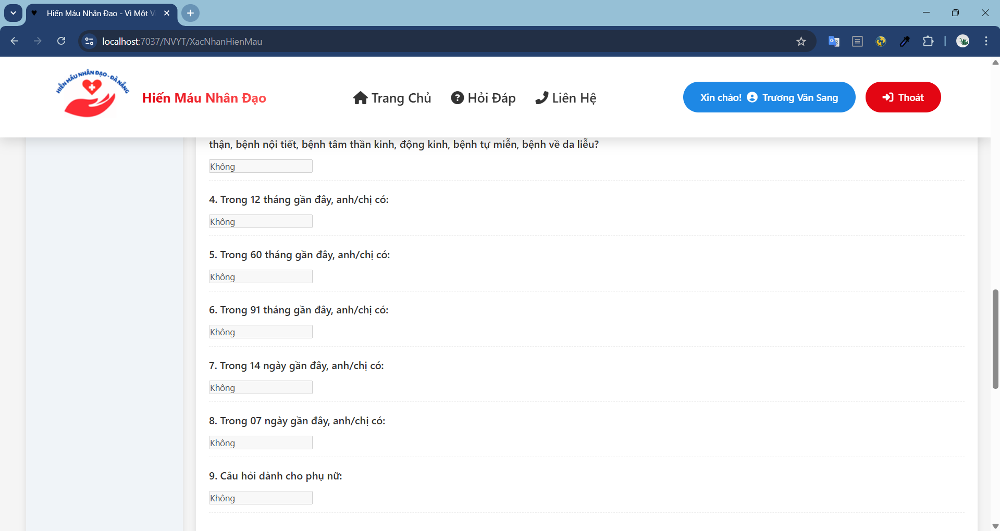 Hiến Máu Nhân Đạo - Vì Một V
localhost:7037/NVYT/XacNhanHienMau
HIẾN MÁU NHÂN ĐẠO - ĐÀ NẴNG
Hiến Máu Nhân Đạo
Trang Chủ
Hỏi Đáp
Liên Hệ
Xin chào! Trương Văn Sang
Thoát
thận, bệnh nội tiết, bệnh tâm thần kinh, động kinh, bệnh tự miễn, bệnh về da liễu?
Không
4. Trong 12 tháng gần đây, anh/chị có:
Không
5. Trong 60 tháng gần đây, anh/chị có:
Không
6. Trong 91 tháng gần đây, anh/chị có:
Không
7. Trong 14 ngày gần đây, anh/chị có:
Không
8. Trong 07 ngày gần đây, anh/chị có:
Không
9. Câu hỏi dành cho phụ nữ:
Không